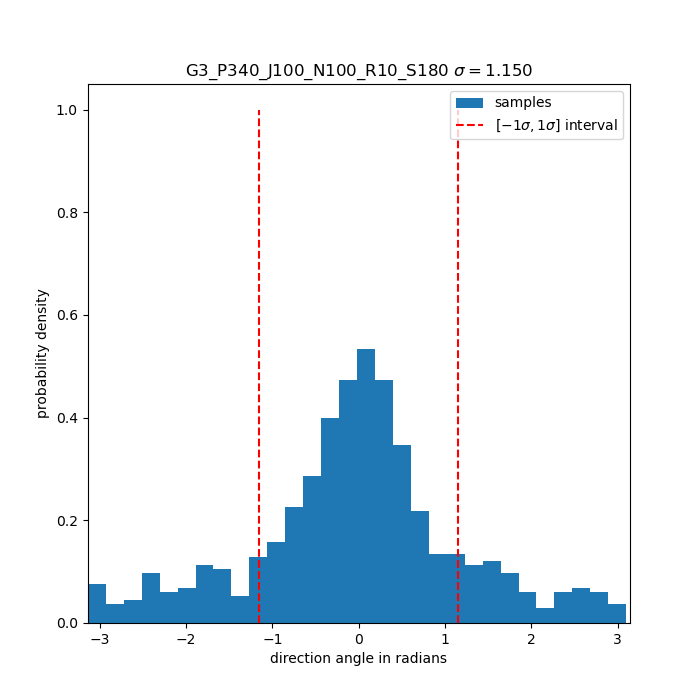 G3_P340_J100_N100_R10_S180 σ = 1.150
samples
[−1σ, 1σ] interval
1.0
0.8
0.6
0.4
0.2
0.0
probability density
−3 −2 −1 0 1 2 3
direction angle in radians